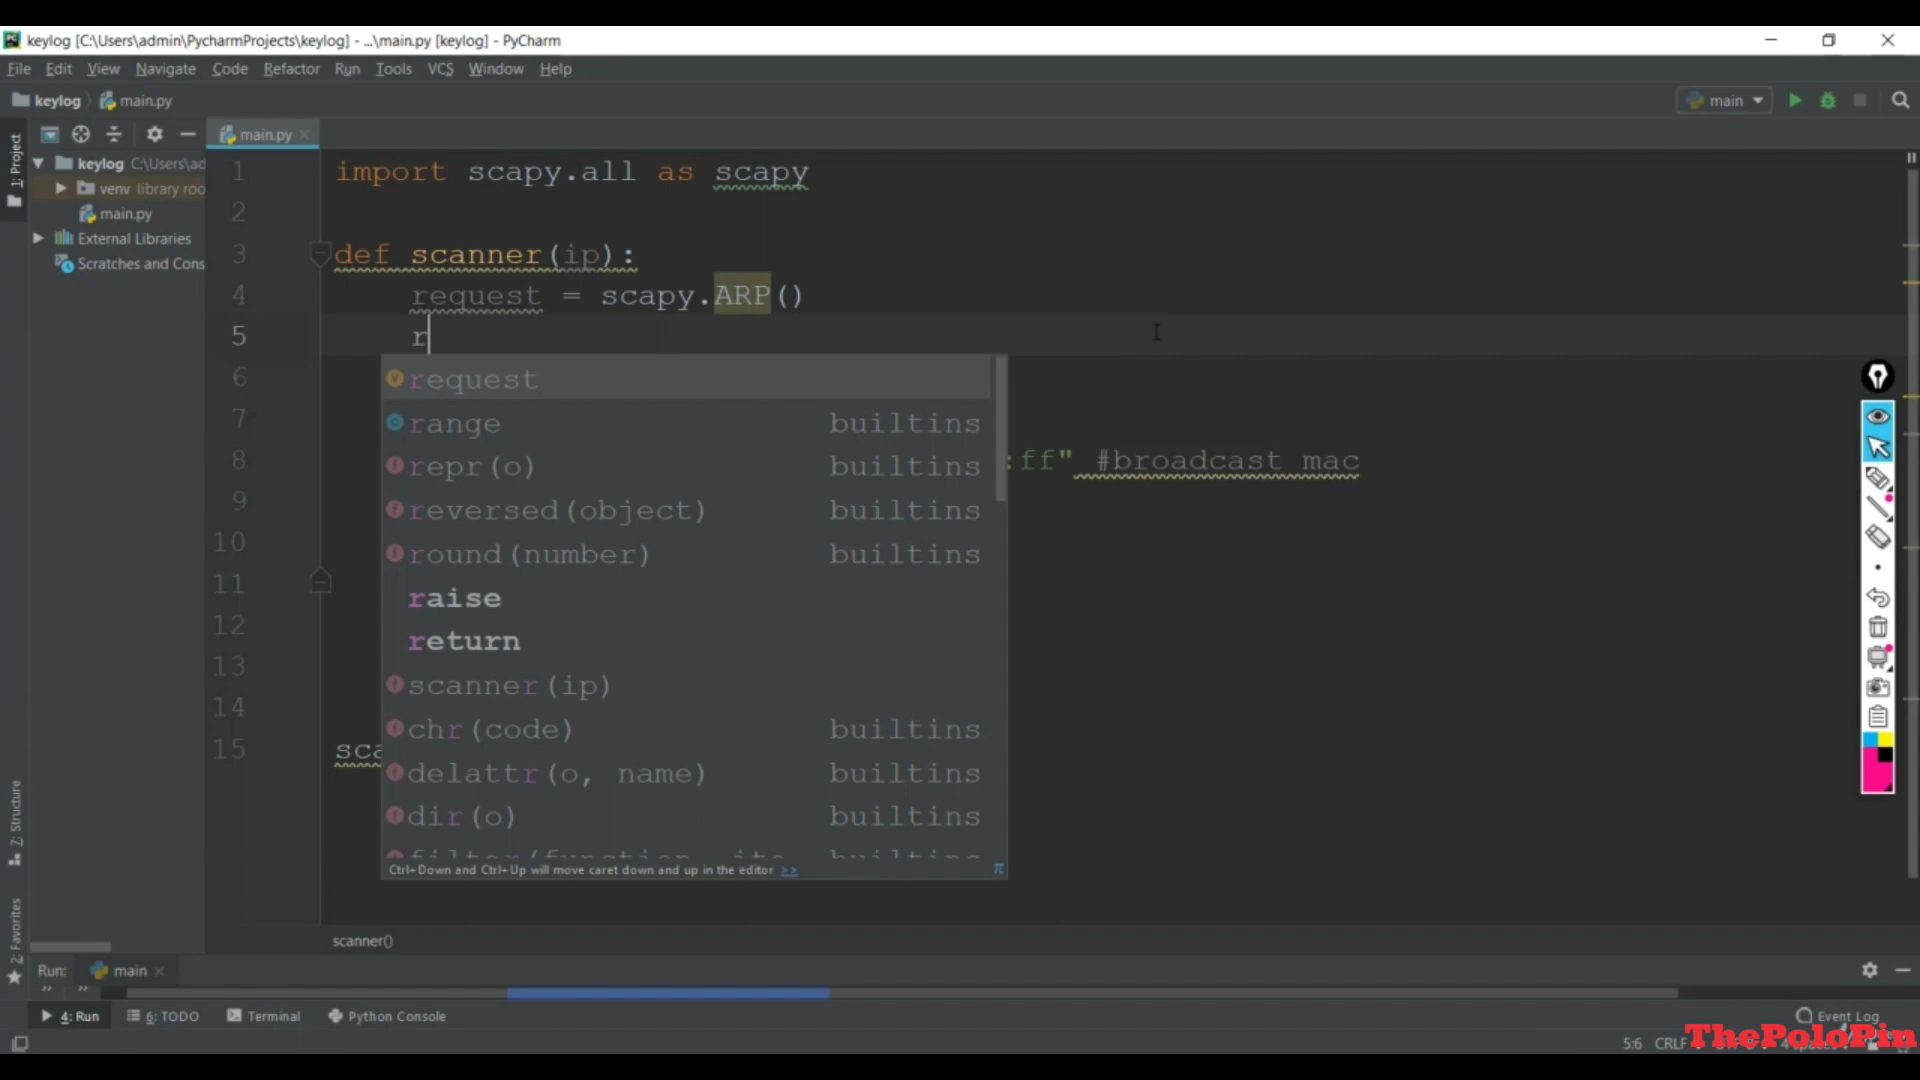 keylog [C:\Users\admin\PycharmProjects\keylog] - ...\main.py [keylog] - PyCharm
File Edit View Navigate Code Refactor Run Tools VCS Window Help
keylog main.py
main
main.py
1: Project
keylog C:\Users\ad
venv library roo
main.py
External Libraries
Scratches and Cons
1 import scapy.all as scapy
2
3 def scanner(ip):
4 request = scapy.ARP()
5 r
6
7
8 :ff" #broadcast mac
9
10
11
12
13
14
15 sca
request
range builtins
repr(o) builtins
reversed(object) builtins
round(number) builtins
raise
return
scanner(ip)
chr(code) builtins
delattr(o, name) builtins
dir(o) builtins
Ctrl+Down and Ctrl+Up will move caret down and up in the editor >>
π
scanner()
Z: Structure
2: Favorites
Run: main
4: Run 6: TODO Terminal Python Console
Event Log
5:6 CRLF
ThePoloPin